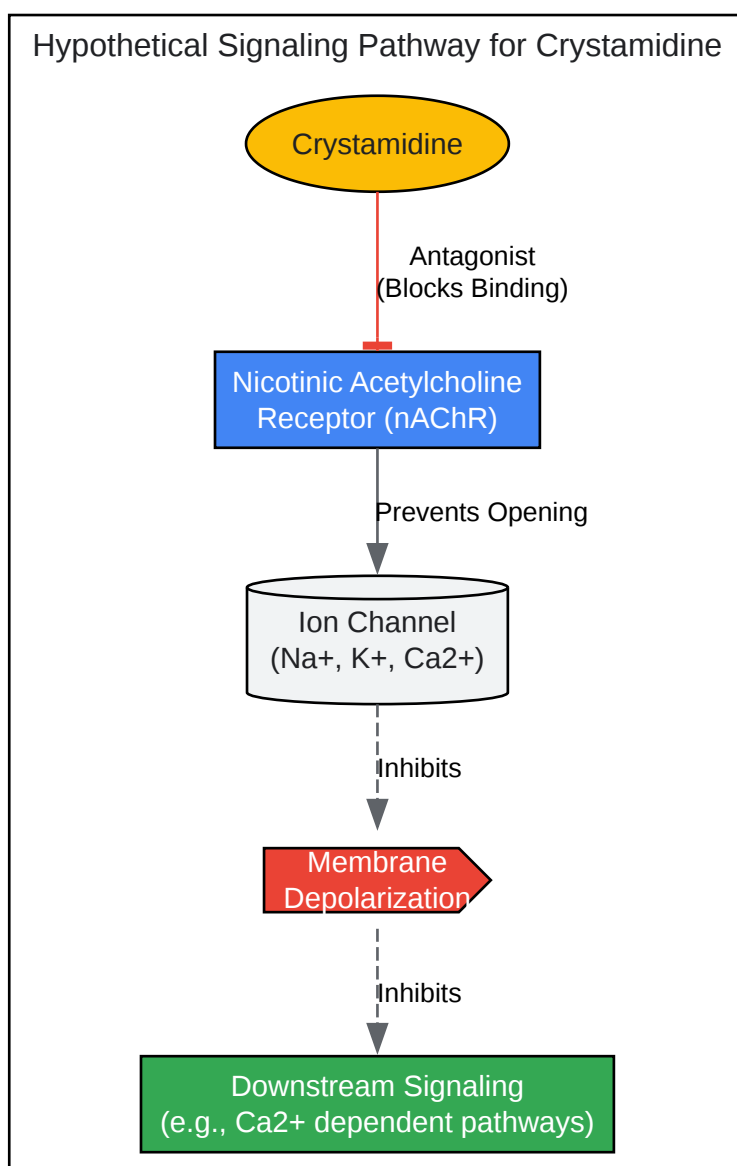 Hypothetical Signaling Pathway for Crystamidine
Crystamidine
Antagonist
(Blocks Binding)
Nicotinic Acetylcholine
Receptor (nAChR)
Prevents Opening
Ion Channel
(Na+, K+, Ca2+)
Inhibits
Membrane
Depolarization
Inhibits
Downstream Signaling
(e.g., Ca2+ dependent pathways)